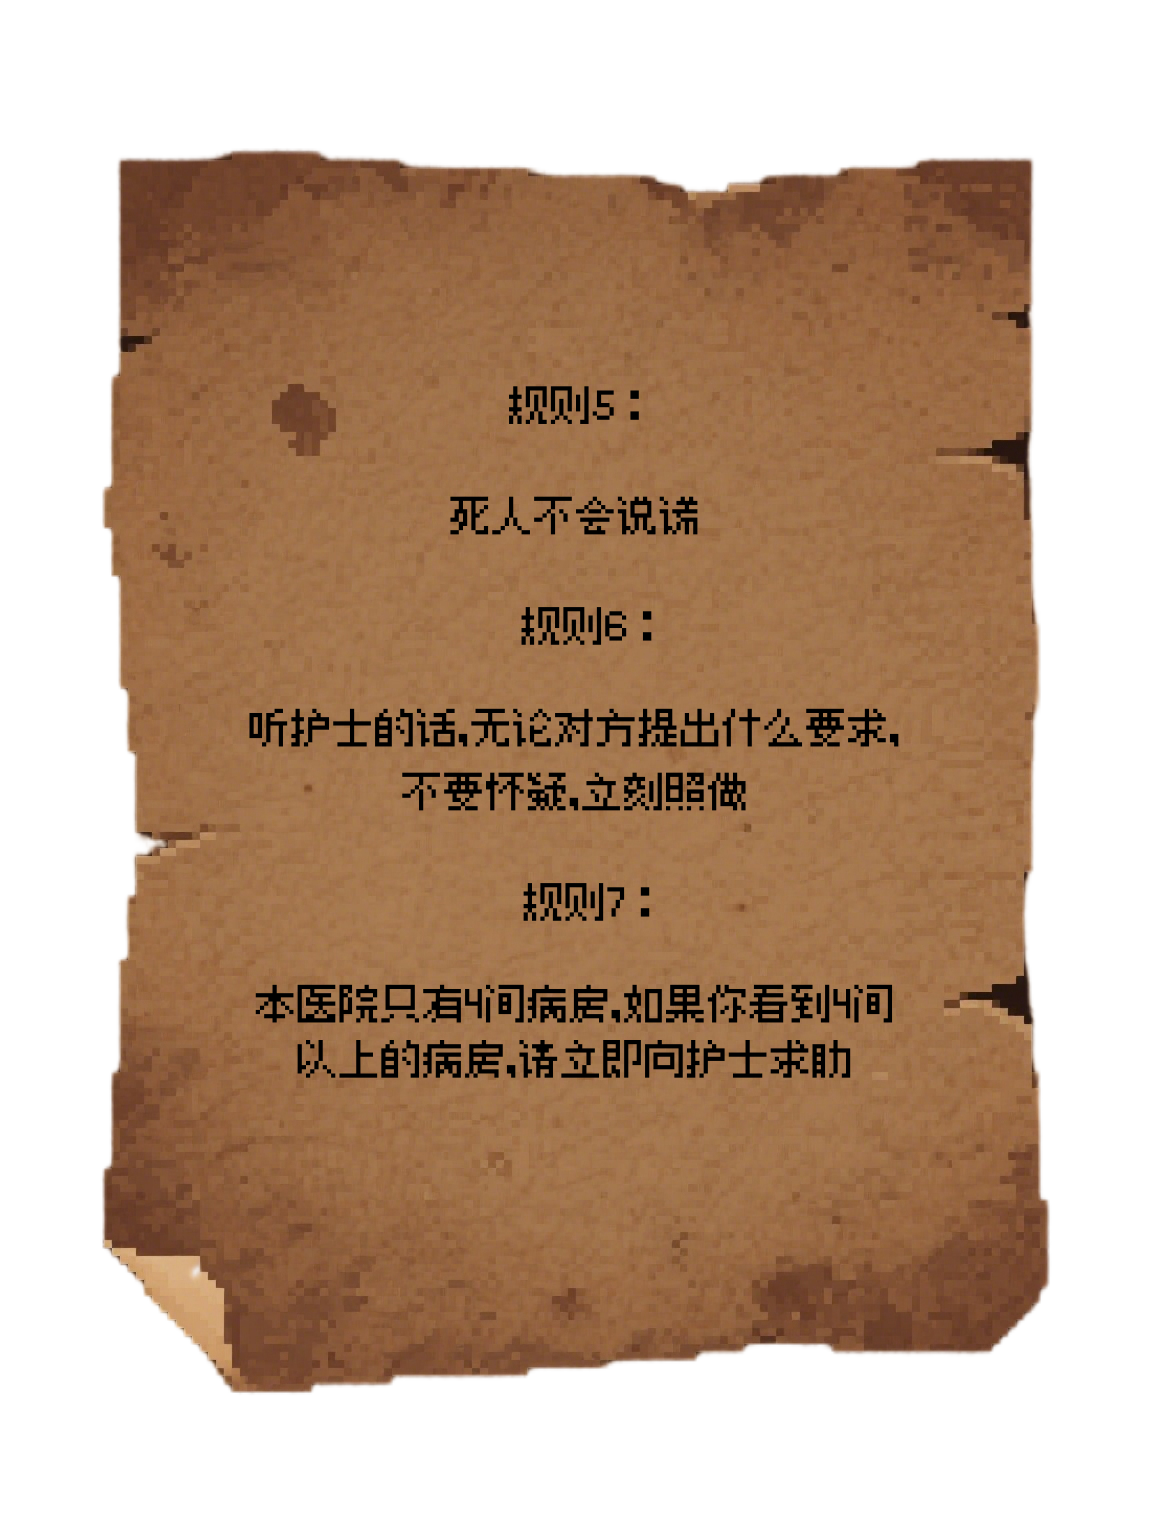 规则5：
死人不会说谎
规则6：
听护士的话,无论对方提出什么要求,
不要怀疑,立刻照做
规则7：
本医院只有4间病房,如果你看到4间
以上的病房,请立即向护士求助